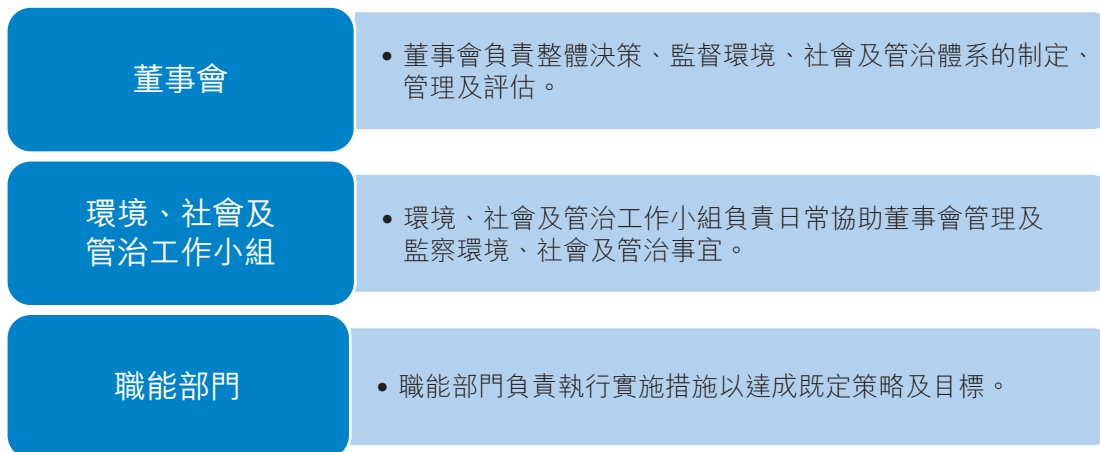 董事會
• 董事會負責整體決策、監督環境、社會及管治體系的制定、
管理及評估。
環境、社會及
管治工作小組
• 環境、社會及管治工作小組負責日常協助董事會管理及
監察環境、社會及管治事宜。
職能部門
• 職能部門負責執行實施措施以達成既定策略及目標。